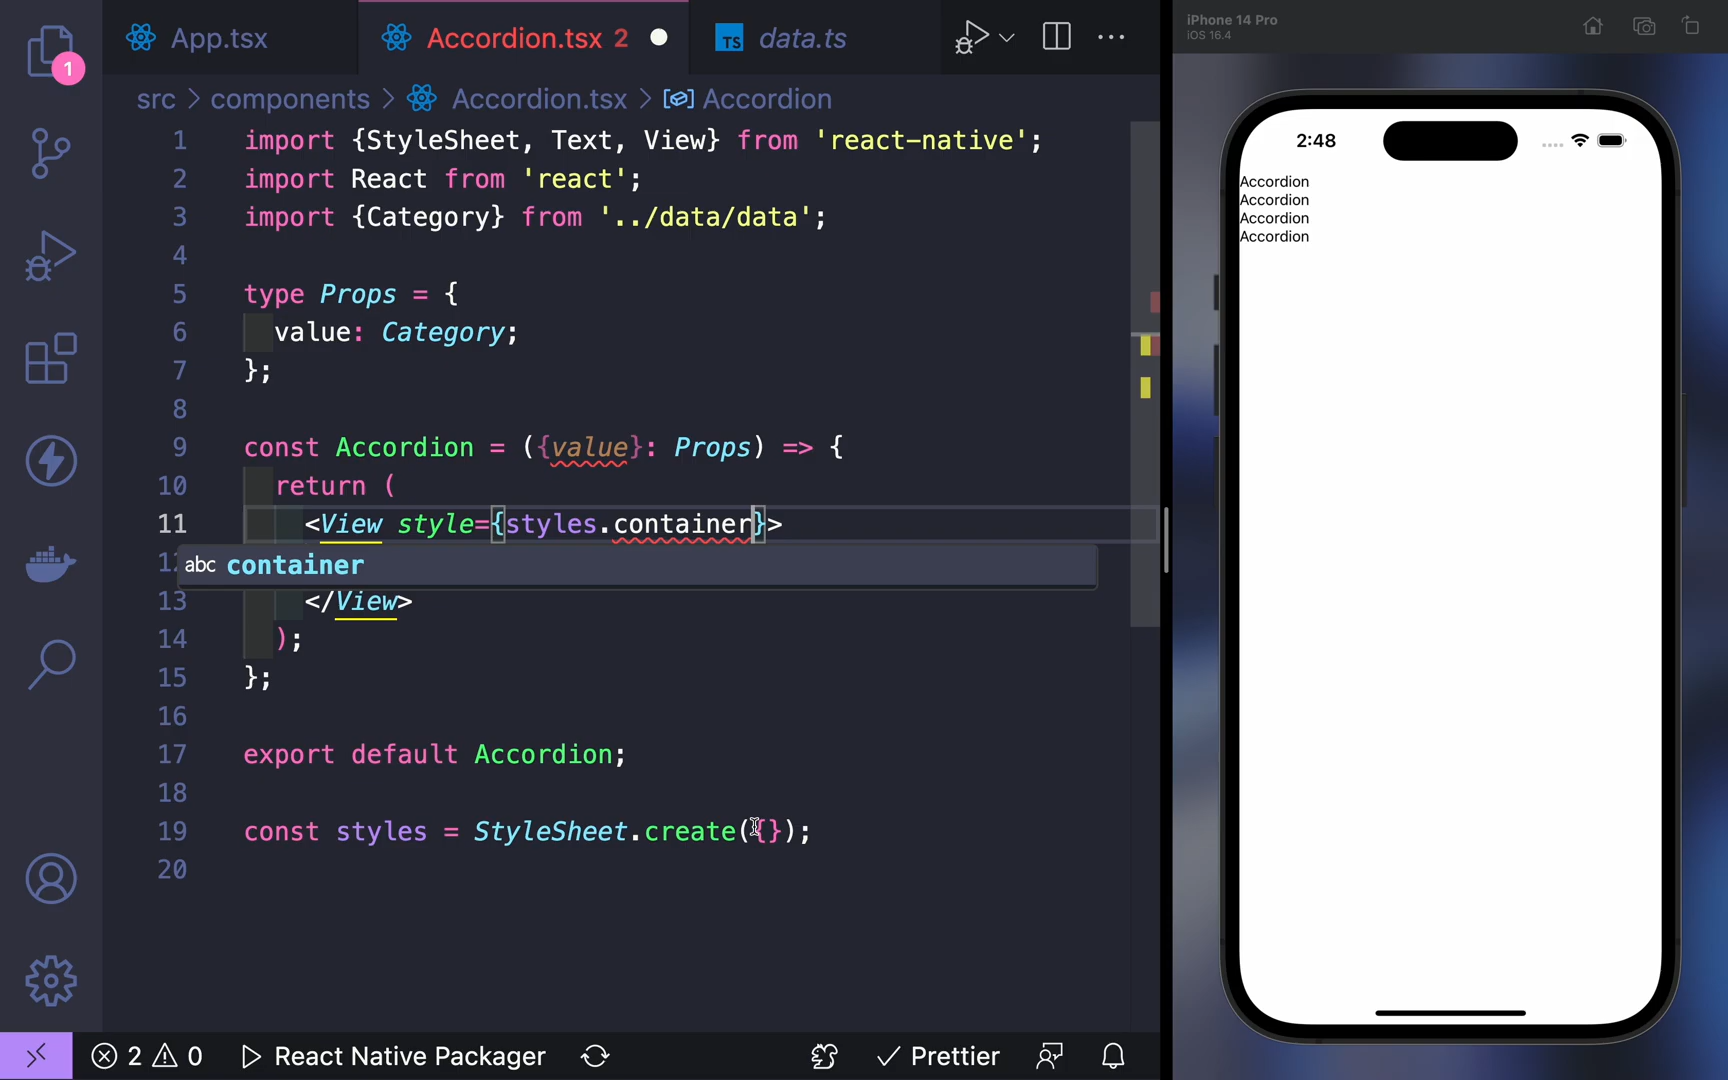 1
App.tsx
Accordion.tsx 2
TS data.ts
src > components > Accordion.tsx > Accordion
1 import {StyleSheet, Text, View} from 'react-native';
2 import React from 'react';
3 import {Category} from '../data/data';
4
5 type Props = {
6 value: Category;
7 };
8
9 const Accordion = ({value}: Props) => {
10 return (
11 <View style={styles.container}>
abc container
13 </View>
14 );
15 };
16
17 export default Accordion;
18
19 const styles = StyleSheet.create({});
20
2 0 React Native Packager Prettier
iPhone 14 Pro
iOS 16.4
2:48
Accordion
Accordion
Accordion
Accordion